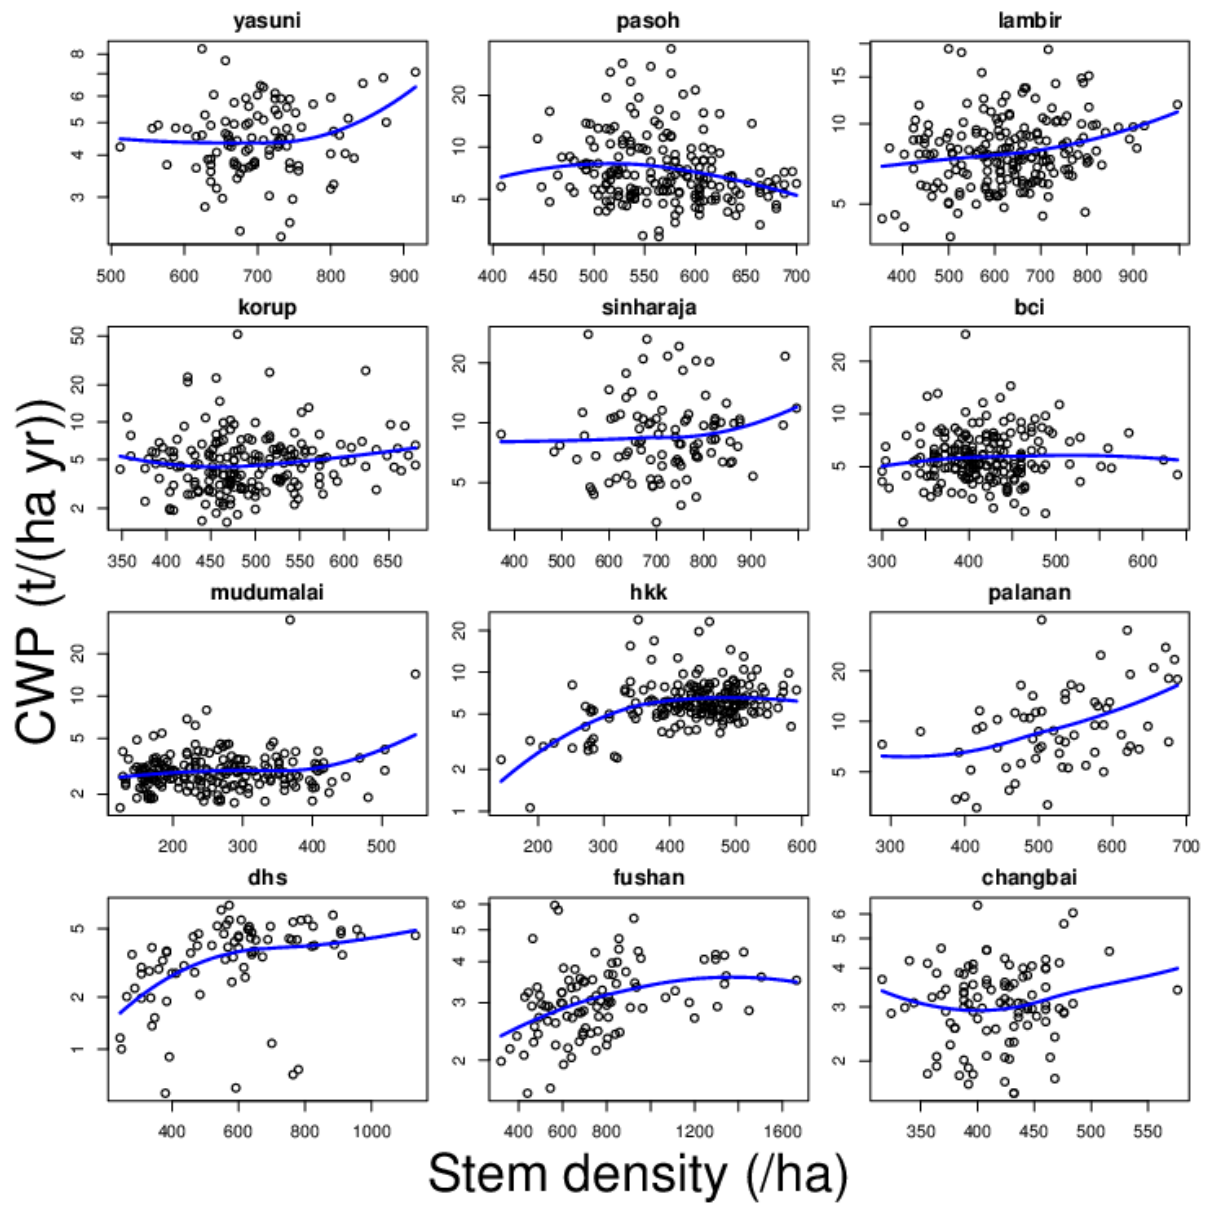 yasuni
pasoh
lambir
8
6
5
4
3
20
10
5
15
10
5
500 600 700 800 900
400 450 500 550 600 650 700
400 500 600 700 800 900
korup
sinharaja
bci
50
20
10
5
2
20
10
5
20
10
5
350 400 450 500 550 600 650
400 500 600 700 800 900
300 400 500 600
mudumalai
hkk
palanan
20
10
5
2
20
10
5
2
1
20
10
5
200 300 400 500
200 300 400 500 600
300 400 500 600 700
dhs
fushan
changbai
5
2
1
6
5
4
3
2
6
5
4
3
2
400 600 800 1000
400 600 800 1200 1600
350 400 450 500 550
CWP (t/(ha yr))
Stem density (/ha)